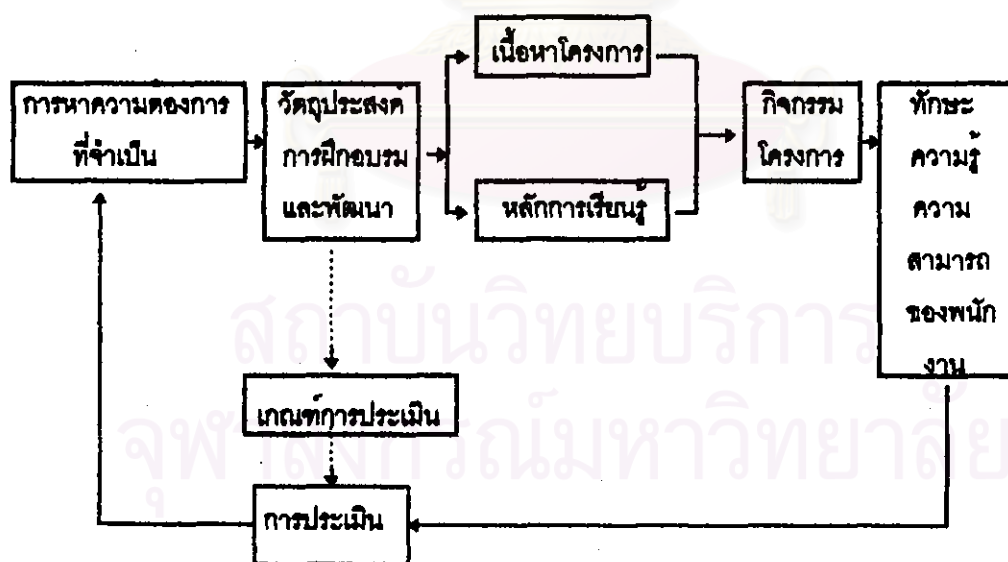 เนื้อหาโครงการ
การหาความตองการ
ที่จำเป็น
วัตถุประสงค์
การฝึกอบรม
และพัฒนา
หลักการเรียนรู้
กิจกรรม
โครงการ
ทักษะ
ความรู้
ความ
สามารถ
ของพนัก
งาน
เกณฑ์การประเมิน
การประเมิน
สถาบันวิทยบริการ
จุฬาลงกรณ์มหาวิทยาลัย